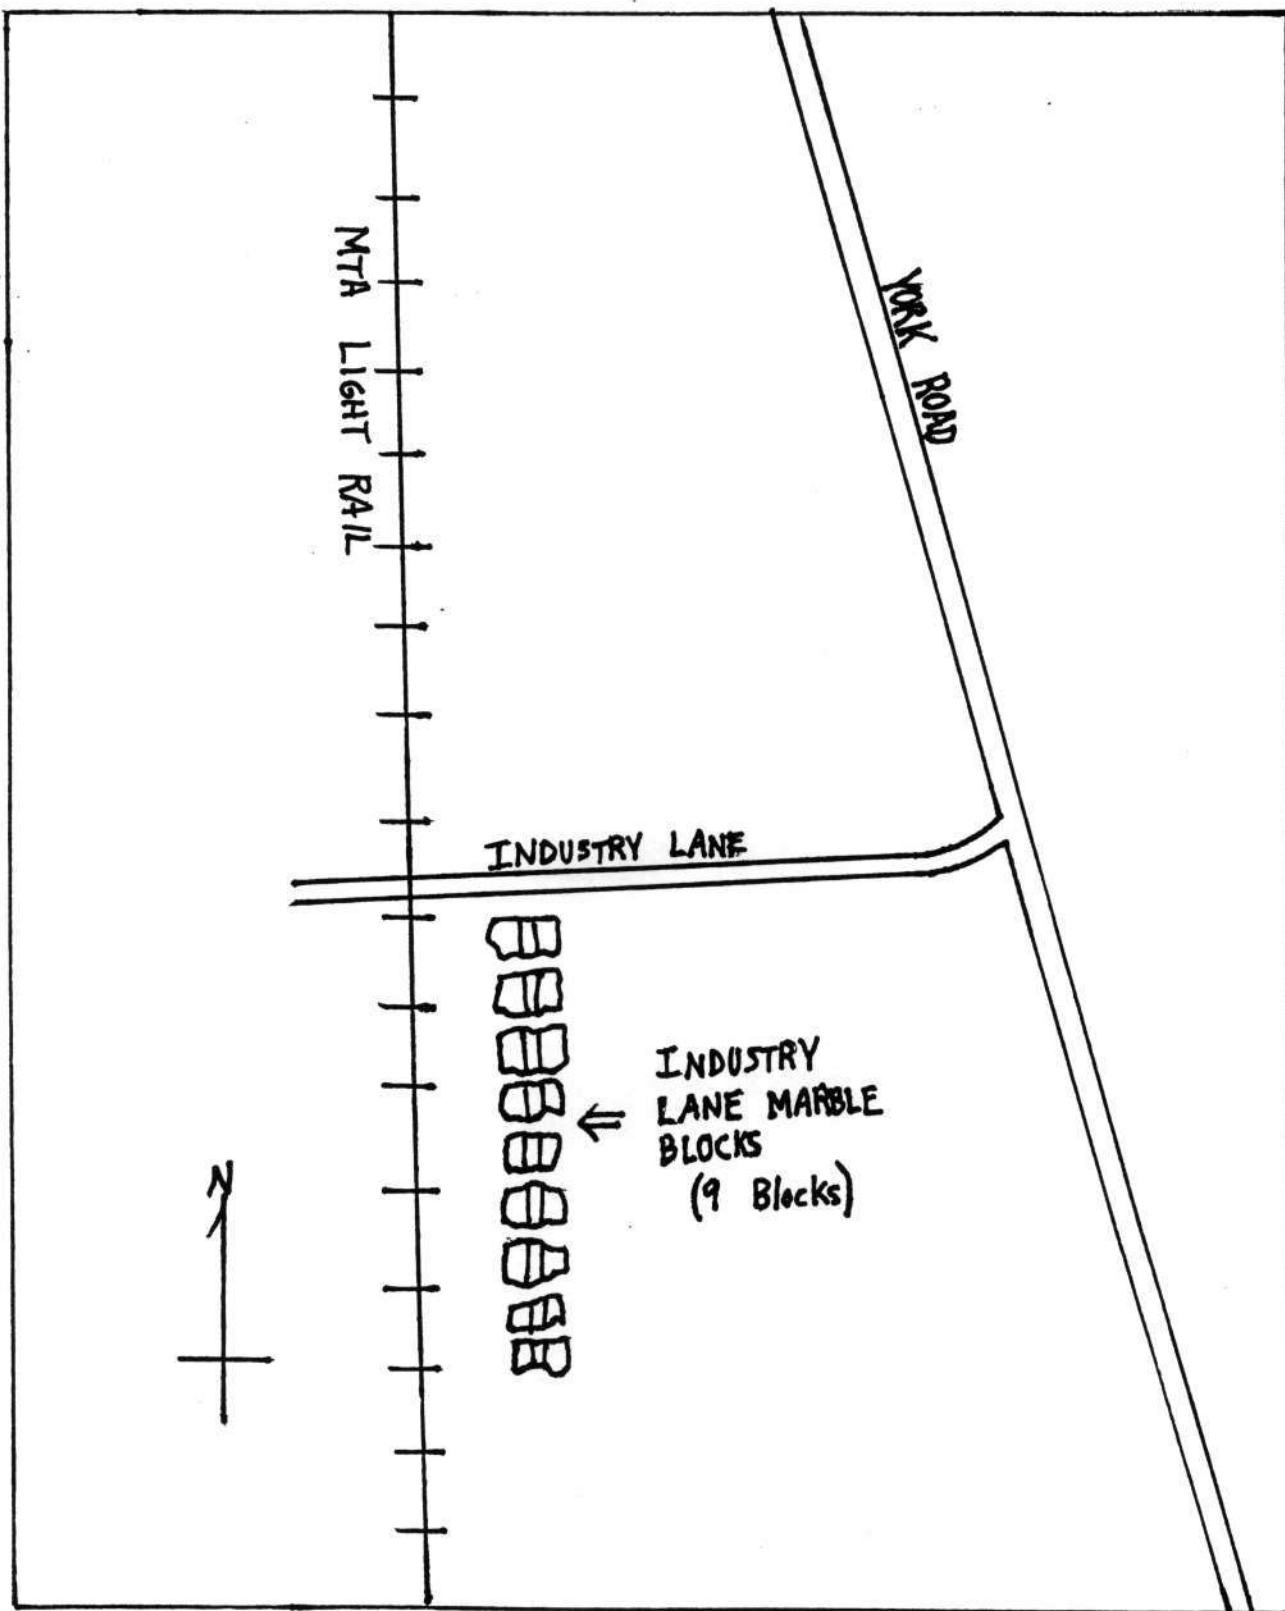 MTA LIGHT RAIL
YORK ROAD
INDUSTRY LANE
INDUSTRY
LANE MARBLE
BLOCKS
(9 Blocks)
N